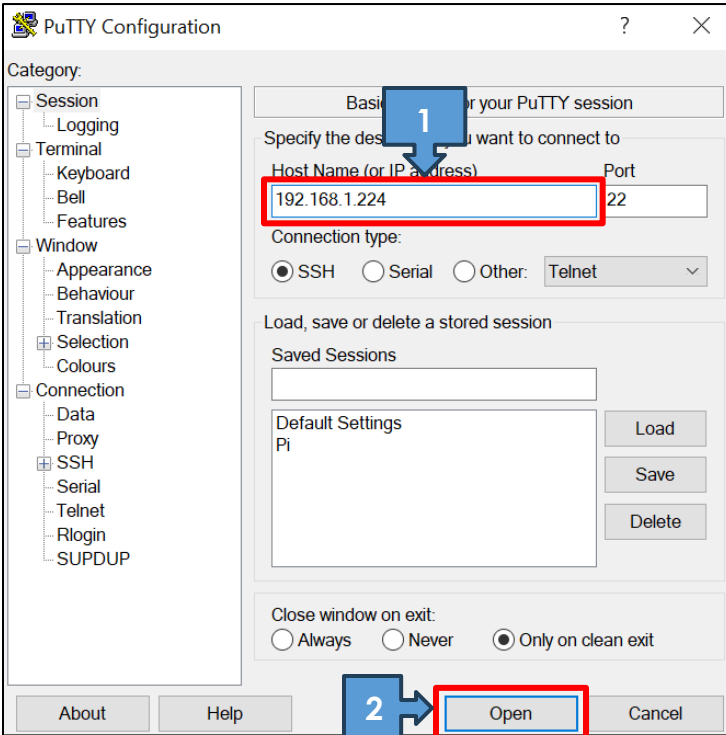 PuTTY Configuration
?
Category:
Session
Logging
Terminal
Keyboard
Bell
Features
Window
Appearance
Behaviour
Translation
Selection
Colours
Connection
Data
Proxy
SSH
Serial
Telnet
Rlogin
SUPDUP
Basic r your PuTTY session
1
Specify the des want to connect to
Host Name (or IP address) Port
192.168.1.224 22
Connection type:
SSH Serial Other: Telnet
Load, save or delete a stored session
Saved Sessions
Default Settings
Pi
Load
Save
Delete
Close window on exit:
Always Never Only on clean exit
About Help 2 Open Cancel